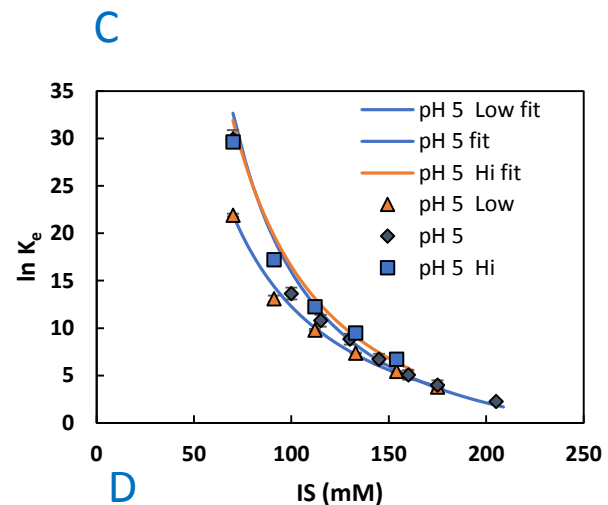 C
35
30
25
20
15
10
5
0
ln Kₑ
pH 5 Low fit
pH 5 fit
pH 5 Hi fit
pH 5 Low
pH 5
pH 5 Hi
0 50 100 150 200 250
IS (mM)
D